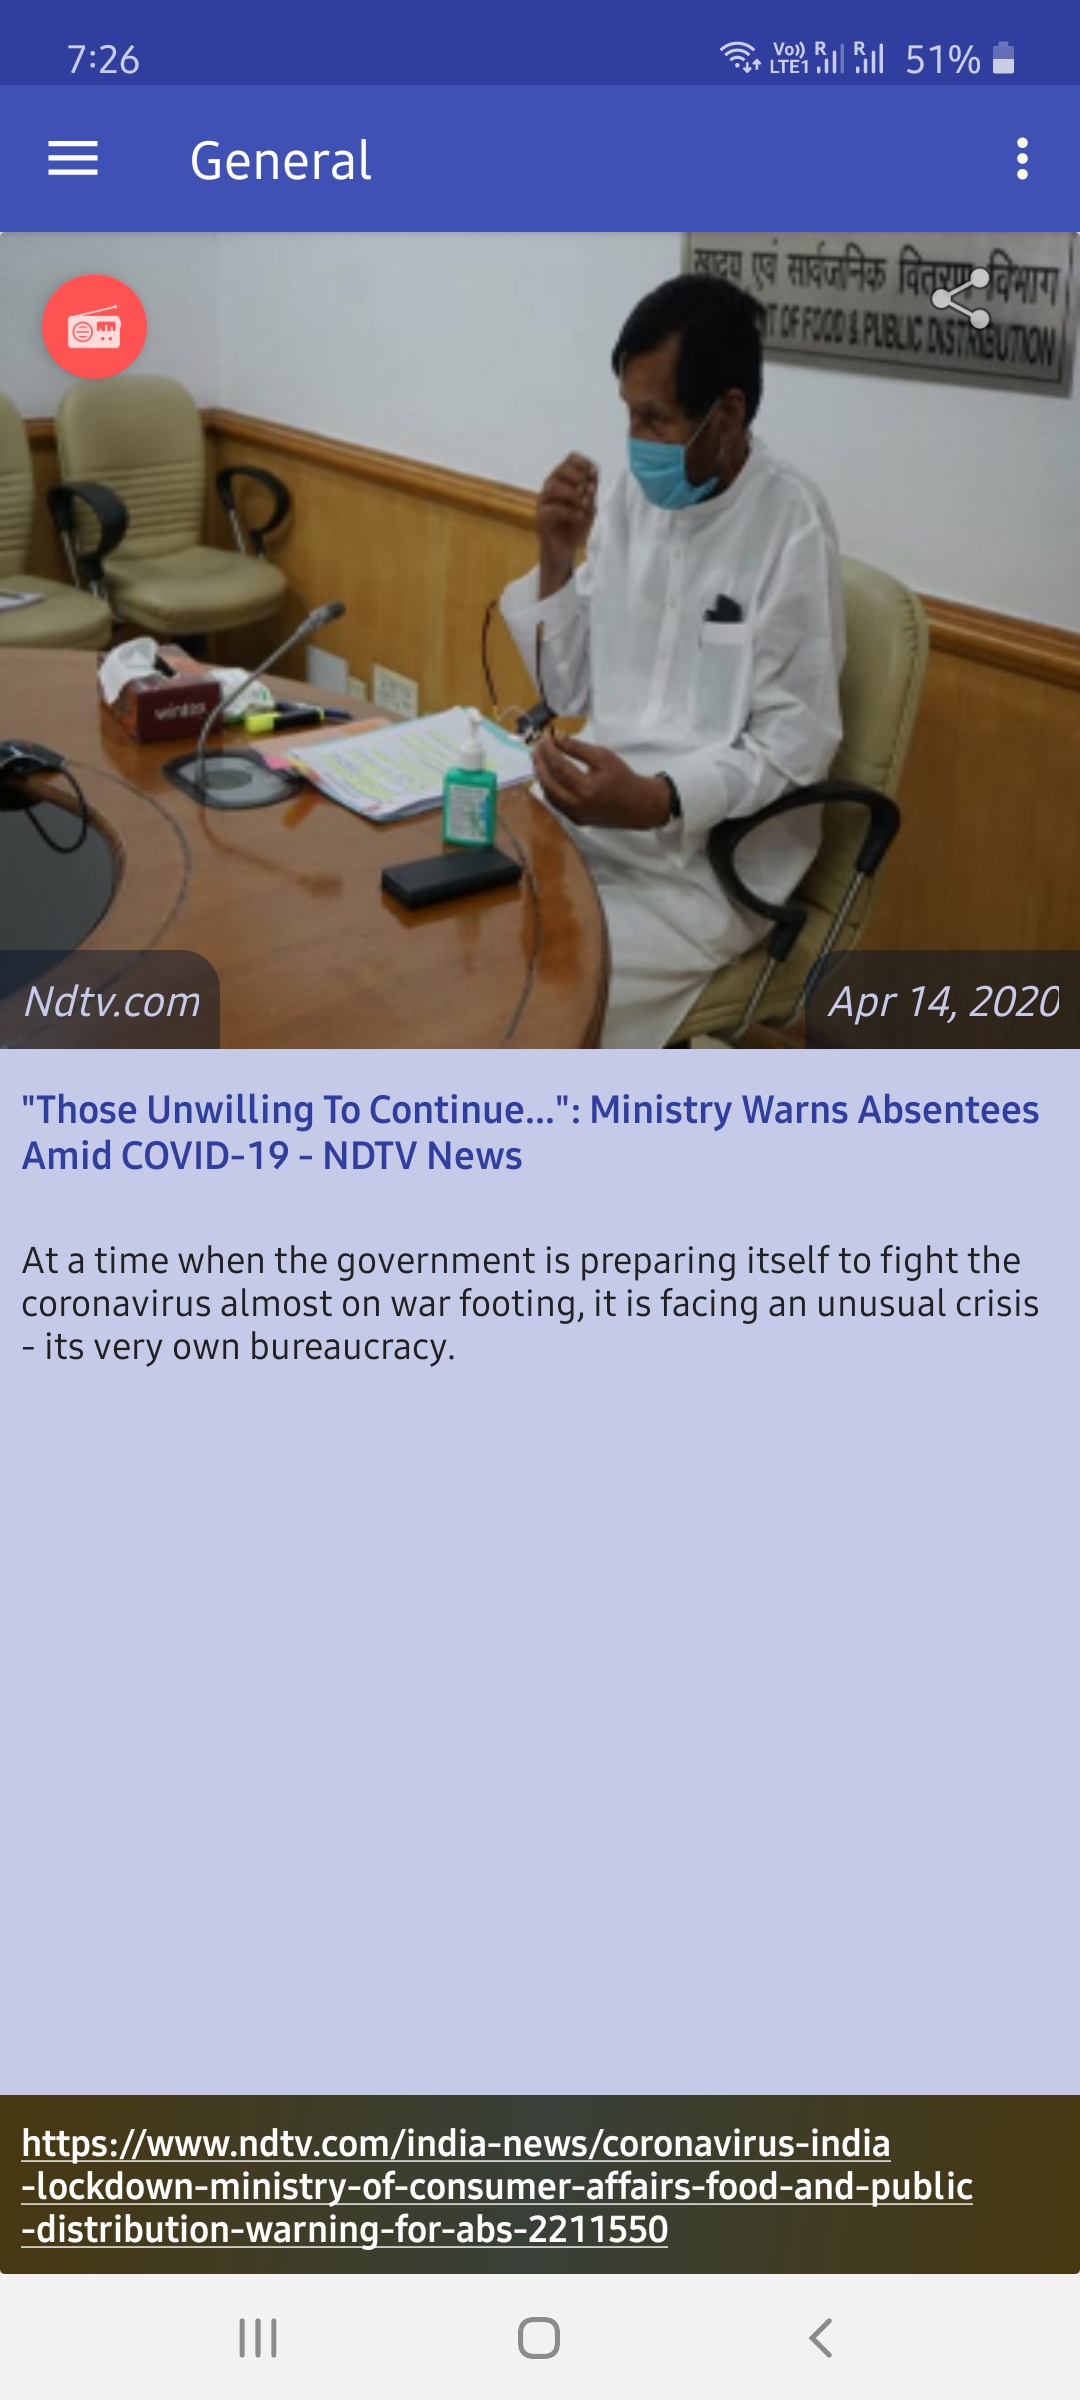 7:26
Vo)) R R 51%
LTE1
General
खाद्य एवं सार्वजनिक वितरण विभाग
T OF FOOD & PUBLIC DISTRIBUTION
Ndtv.com
Apr 14, 2020
"Those Unwilling To Continue...": Ministry Warns Absentees
Amid COVID-19 - NDTV News
At a time when the government is preparing itself to fight the
coronavirus almost on war footing, it is facing an unusual crisis
- its very own bureaucracy.
https://www.ndtv.com/india-news/coronavirus-india
-lockdown-ministry-of-consumer-affairs-food-and-public
-distribution-warning-for-abs-2211550